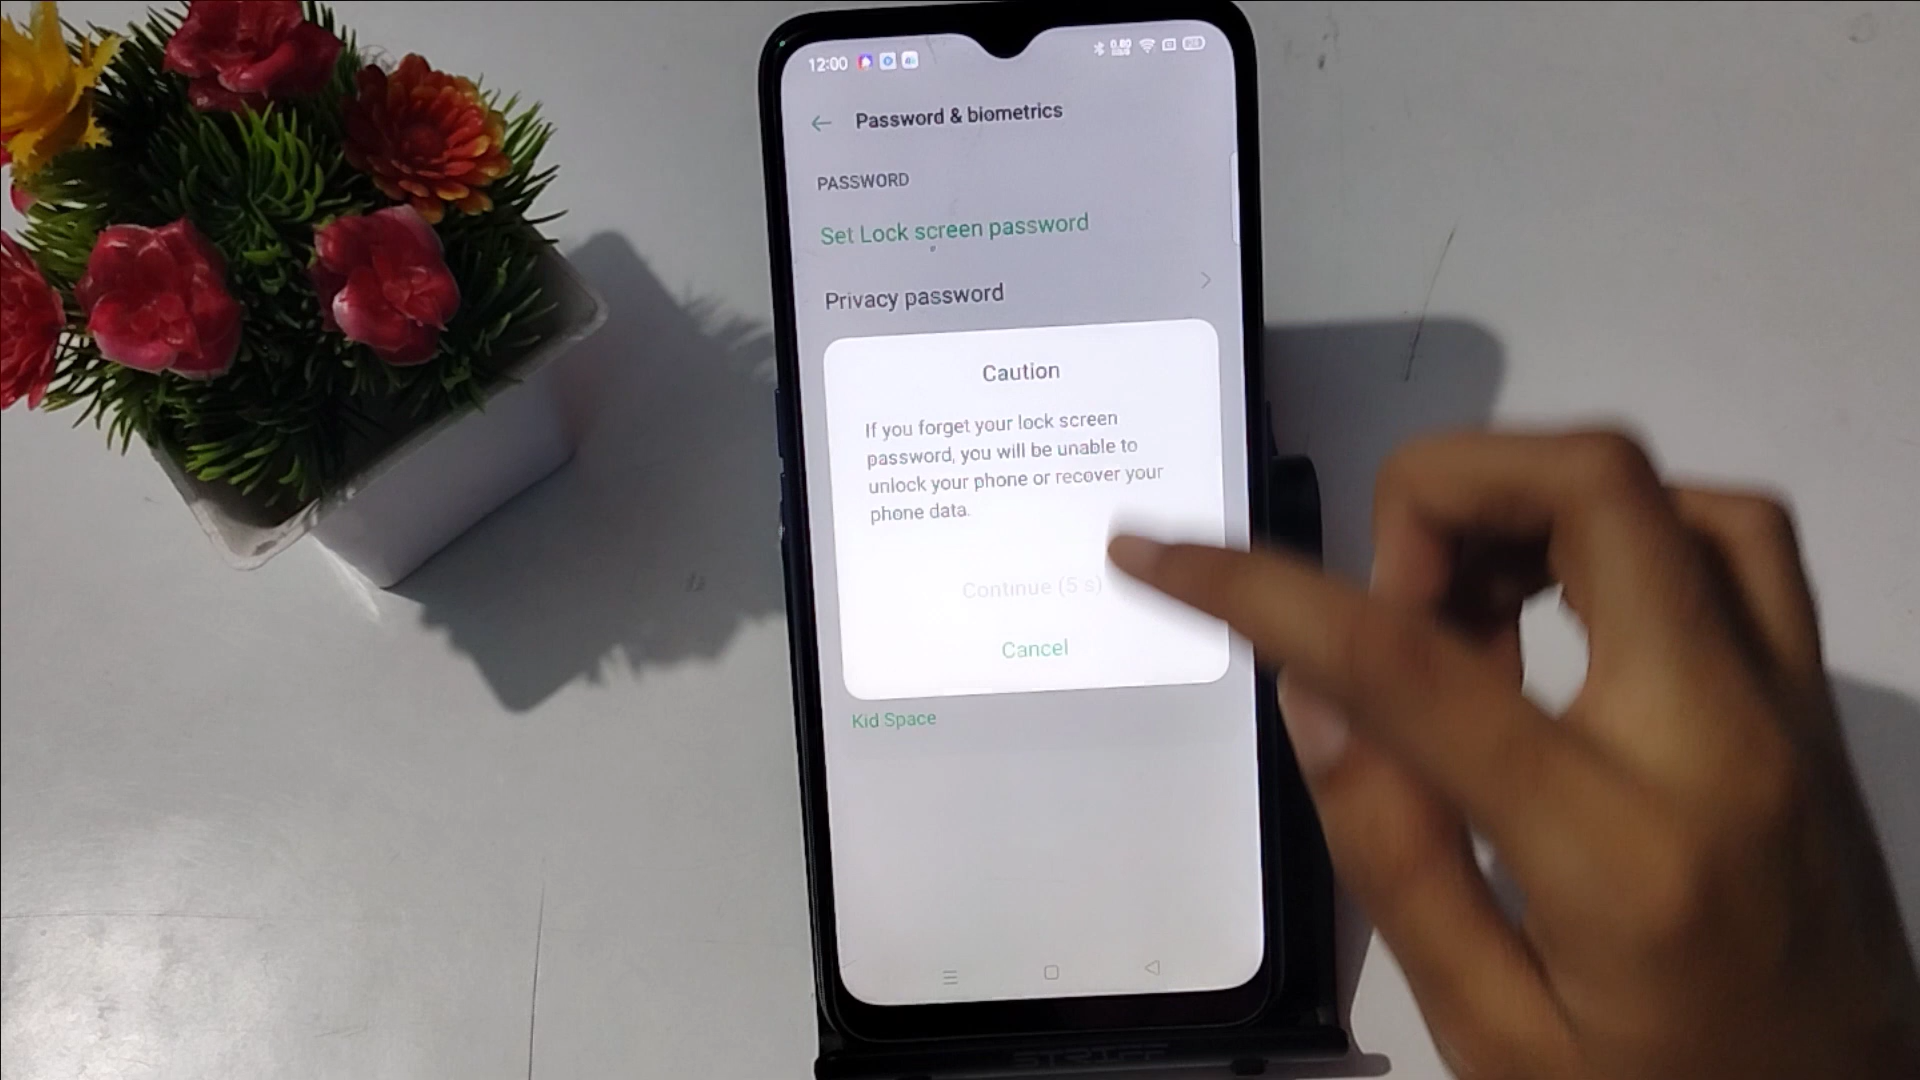 12:00
Password & biometrics
PASSWORD
Set Lock screen password
Privacy password
Caution
If you forget your lock screen
password, you will be unable to
unlock your phone or recover your
phone data.
Continue (5 s)
Cancel
Kid Space
STRIFF